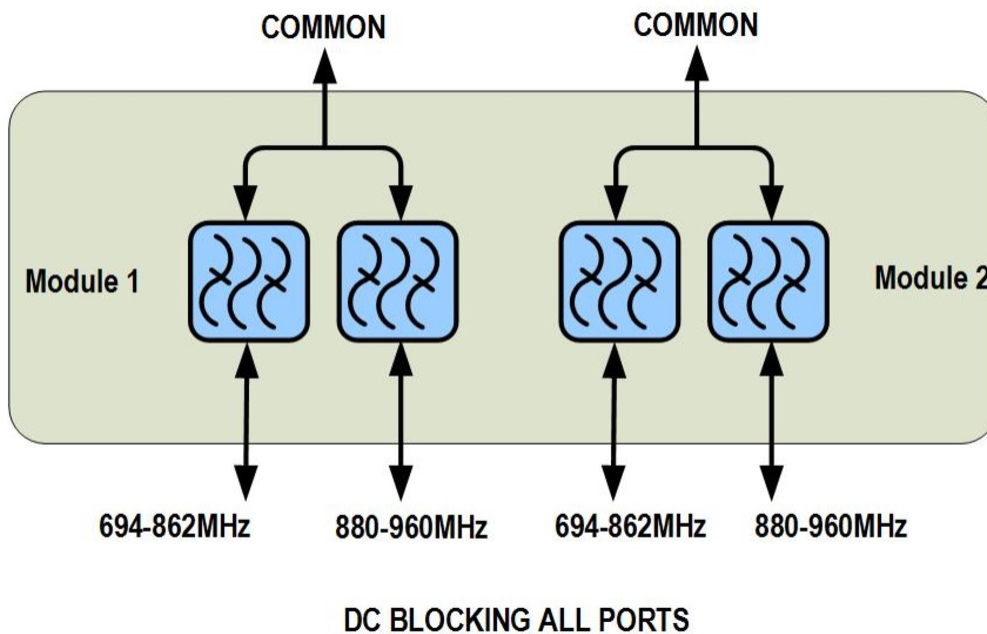 COMMON
COMMON
Module 1
Module 2
694-862MHz
880-960MHz
694-862MHz
880-960MHz
DC BLOCKING ALL PORTS